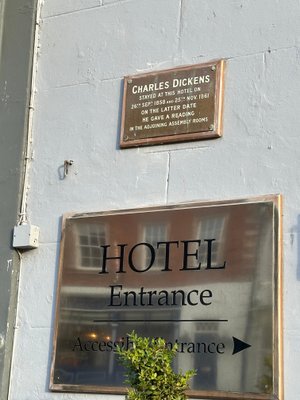 CHARLES DICKENS
STAYED AT THIS HOTEL ON
26TH SEPT. 1858 AND 25TH NOV. 1861
ON THE LATTER DATE
HE GAVE A READING
IN THE ADJOINING ASSEMBLY ROOMS
HOTEL
Entrance
Accessible Entrance